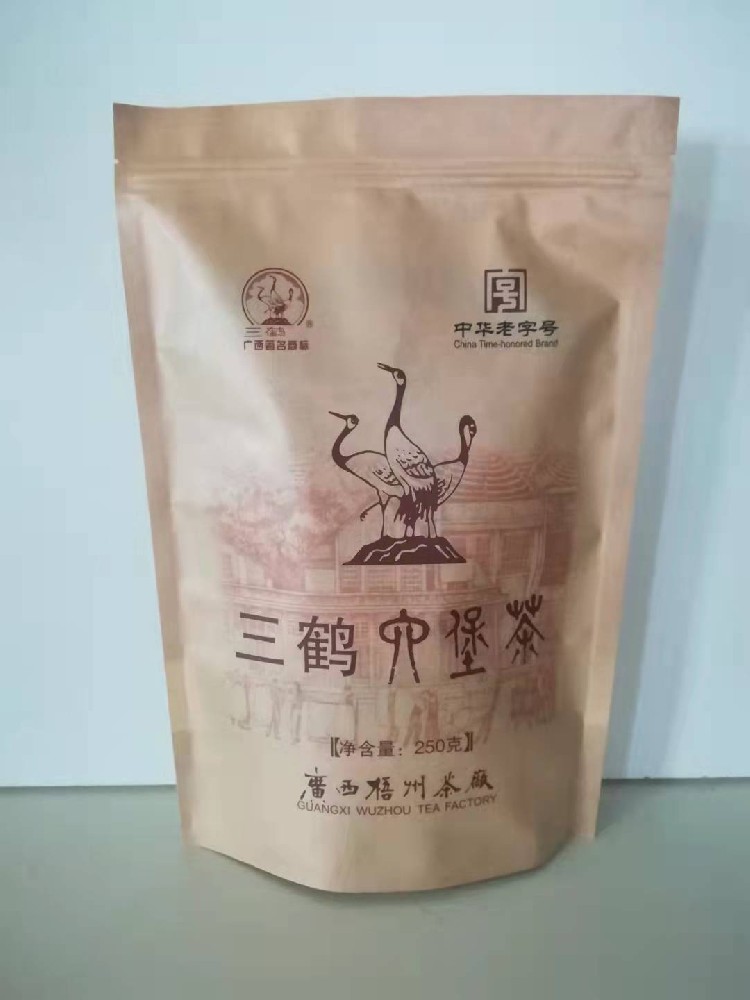 三鹤
®
广西著名商标
号
中华老字号
China Time-honored Brand
三鹤六堡茶
【净含量：250克】
廣西梧州茶廠
GUANGXI WUZHOU TEA FACTORY